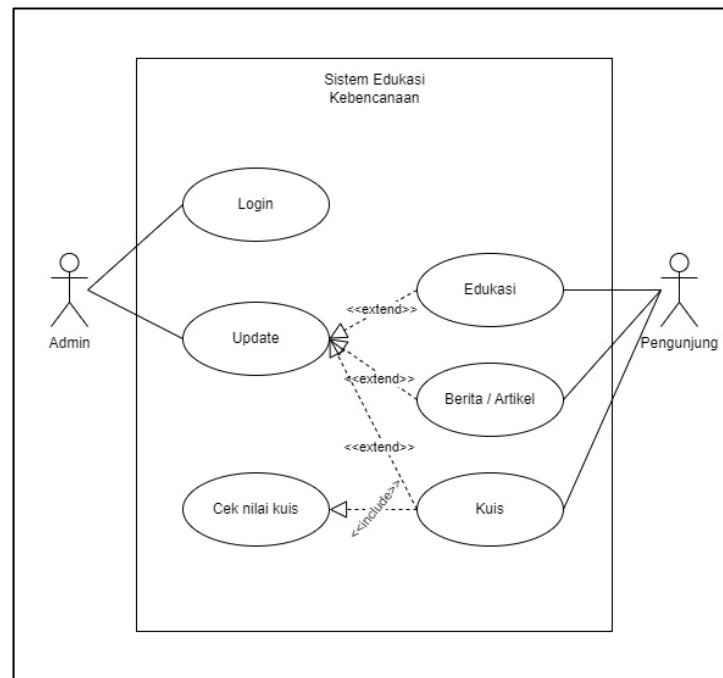 Sistem Edukasi
Kebencanaan
Login
Edukasi
<<extend>>
Admin
Update
Pengunjung
<<extend>>
Berita / Artikel
<<extend>>
Cek nilai kuis
<<include>>
Kuis